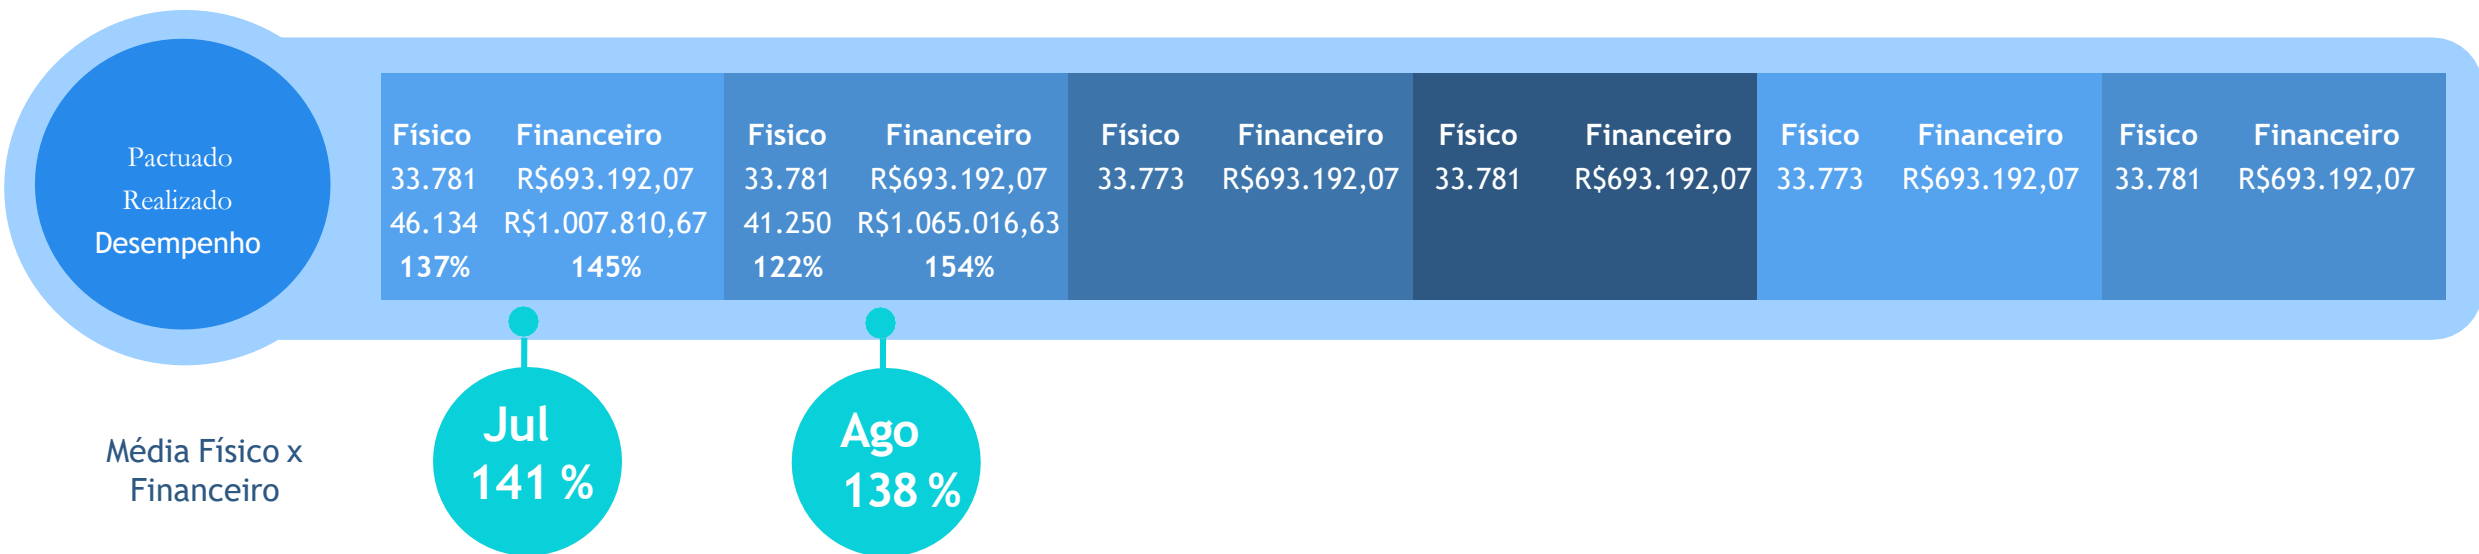 Pactuado
Realizado
Desempenho
Físico Financeiro
33.781 R$693.192,07
46.134 R$1.007.810,67
137% 145%
Fisico Financeiro
33.781 R$693.192,07
41.250 R$1.065.016,63
122% 154%
Físico Financeiro
33.773 R$693.192,07
Físico Financeiro
33.781 R$693.192,07
Físico Financeiro
33.773 R$693.192,07
Fisico Financeiro
33.781 R$693.192,07
Média Físico x
Financeiro
Jul
141 %
Ago
138 %